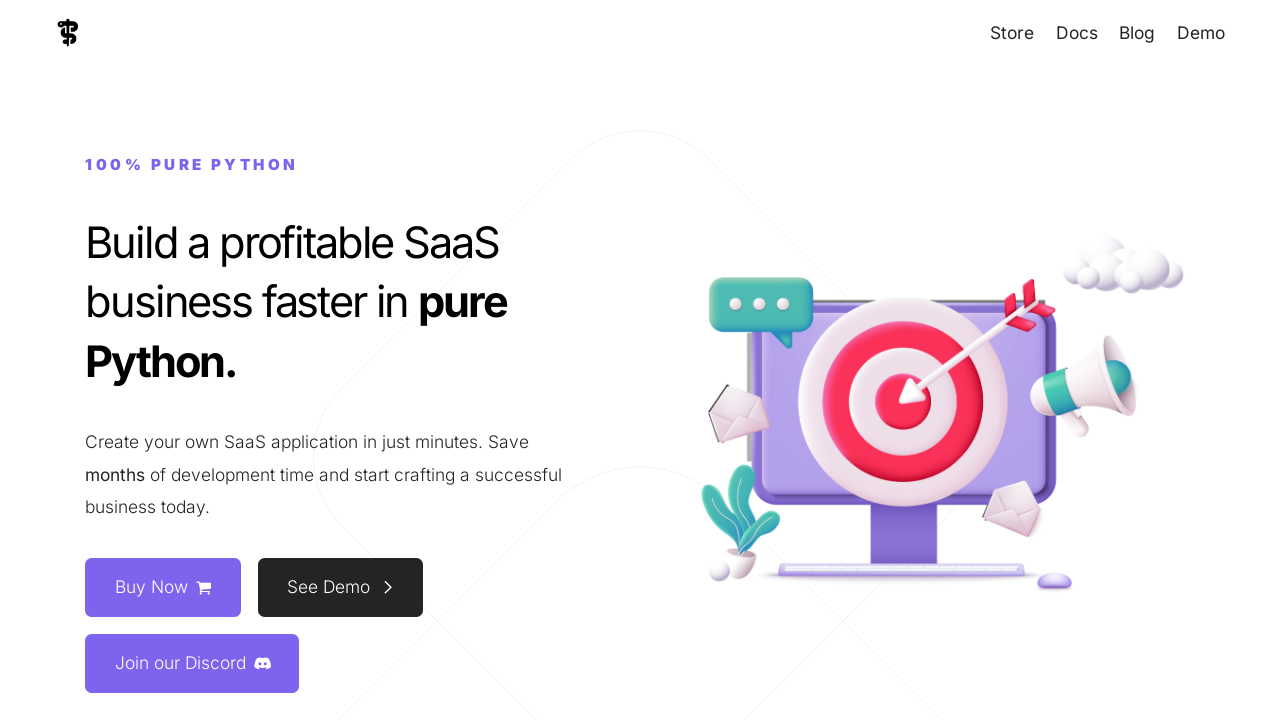 Store Docs Blog Demo
100% PURE PYTHON
Build a profitable SaaS
business faster in pure
Python.
Create your own SaaS application in just minutes. Save
months of development time and start crafting a successful
business today.
Buy Now See Demo
Join our Discord